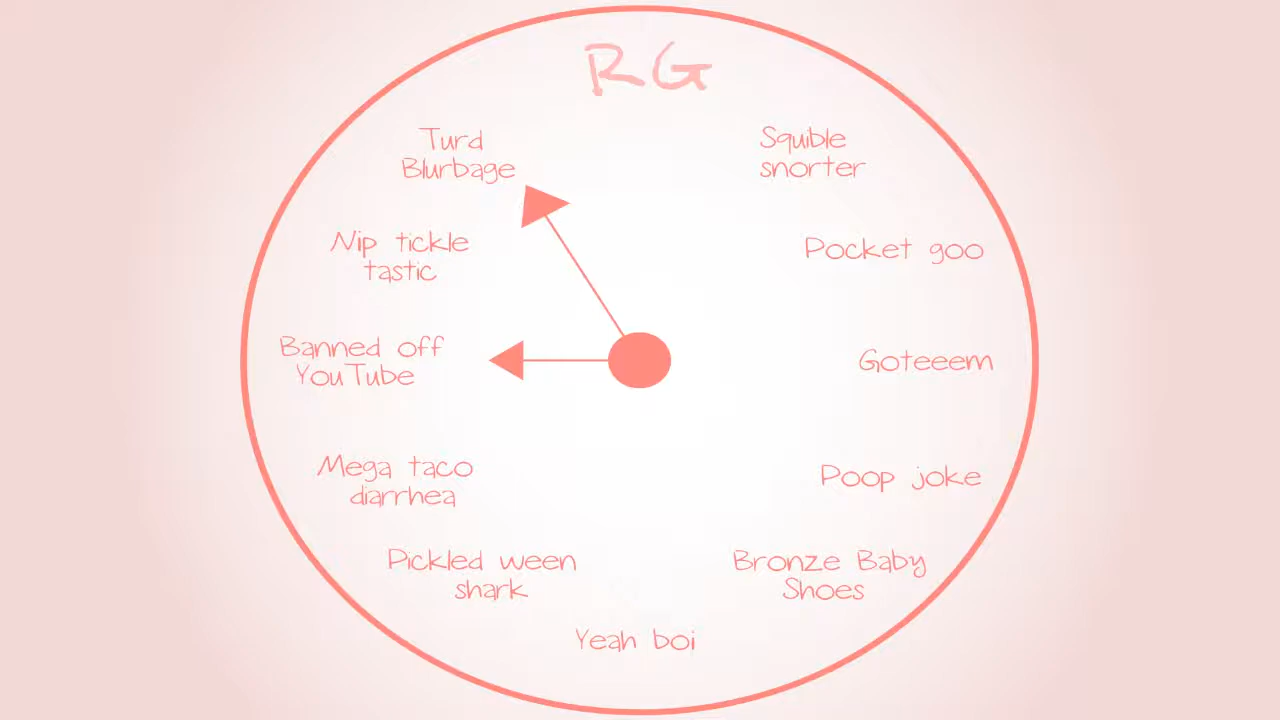 RG
Turd
Blurbage
Squible
snorter
Nip tickle
tastic
Pocket goo
Banned off
YouTube
Goteeem
Mega taco
diarrhea
Poop joke
Pickled ween
shark
Bronze Baby
Shoes
Yeah boi